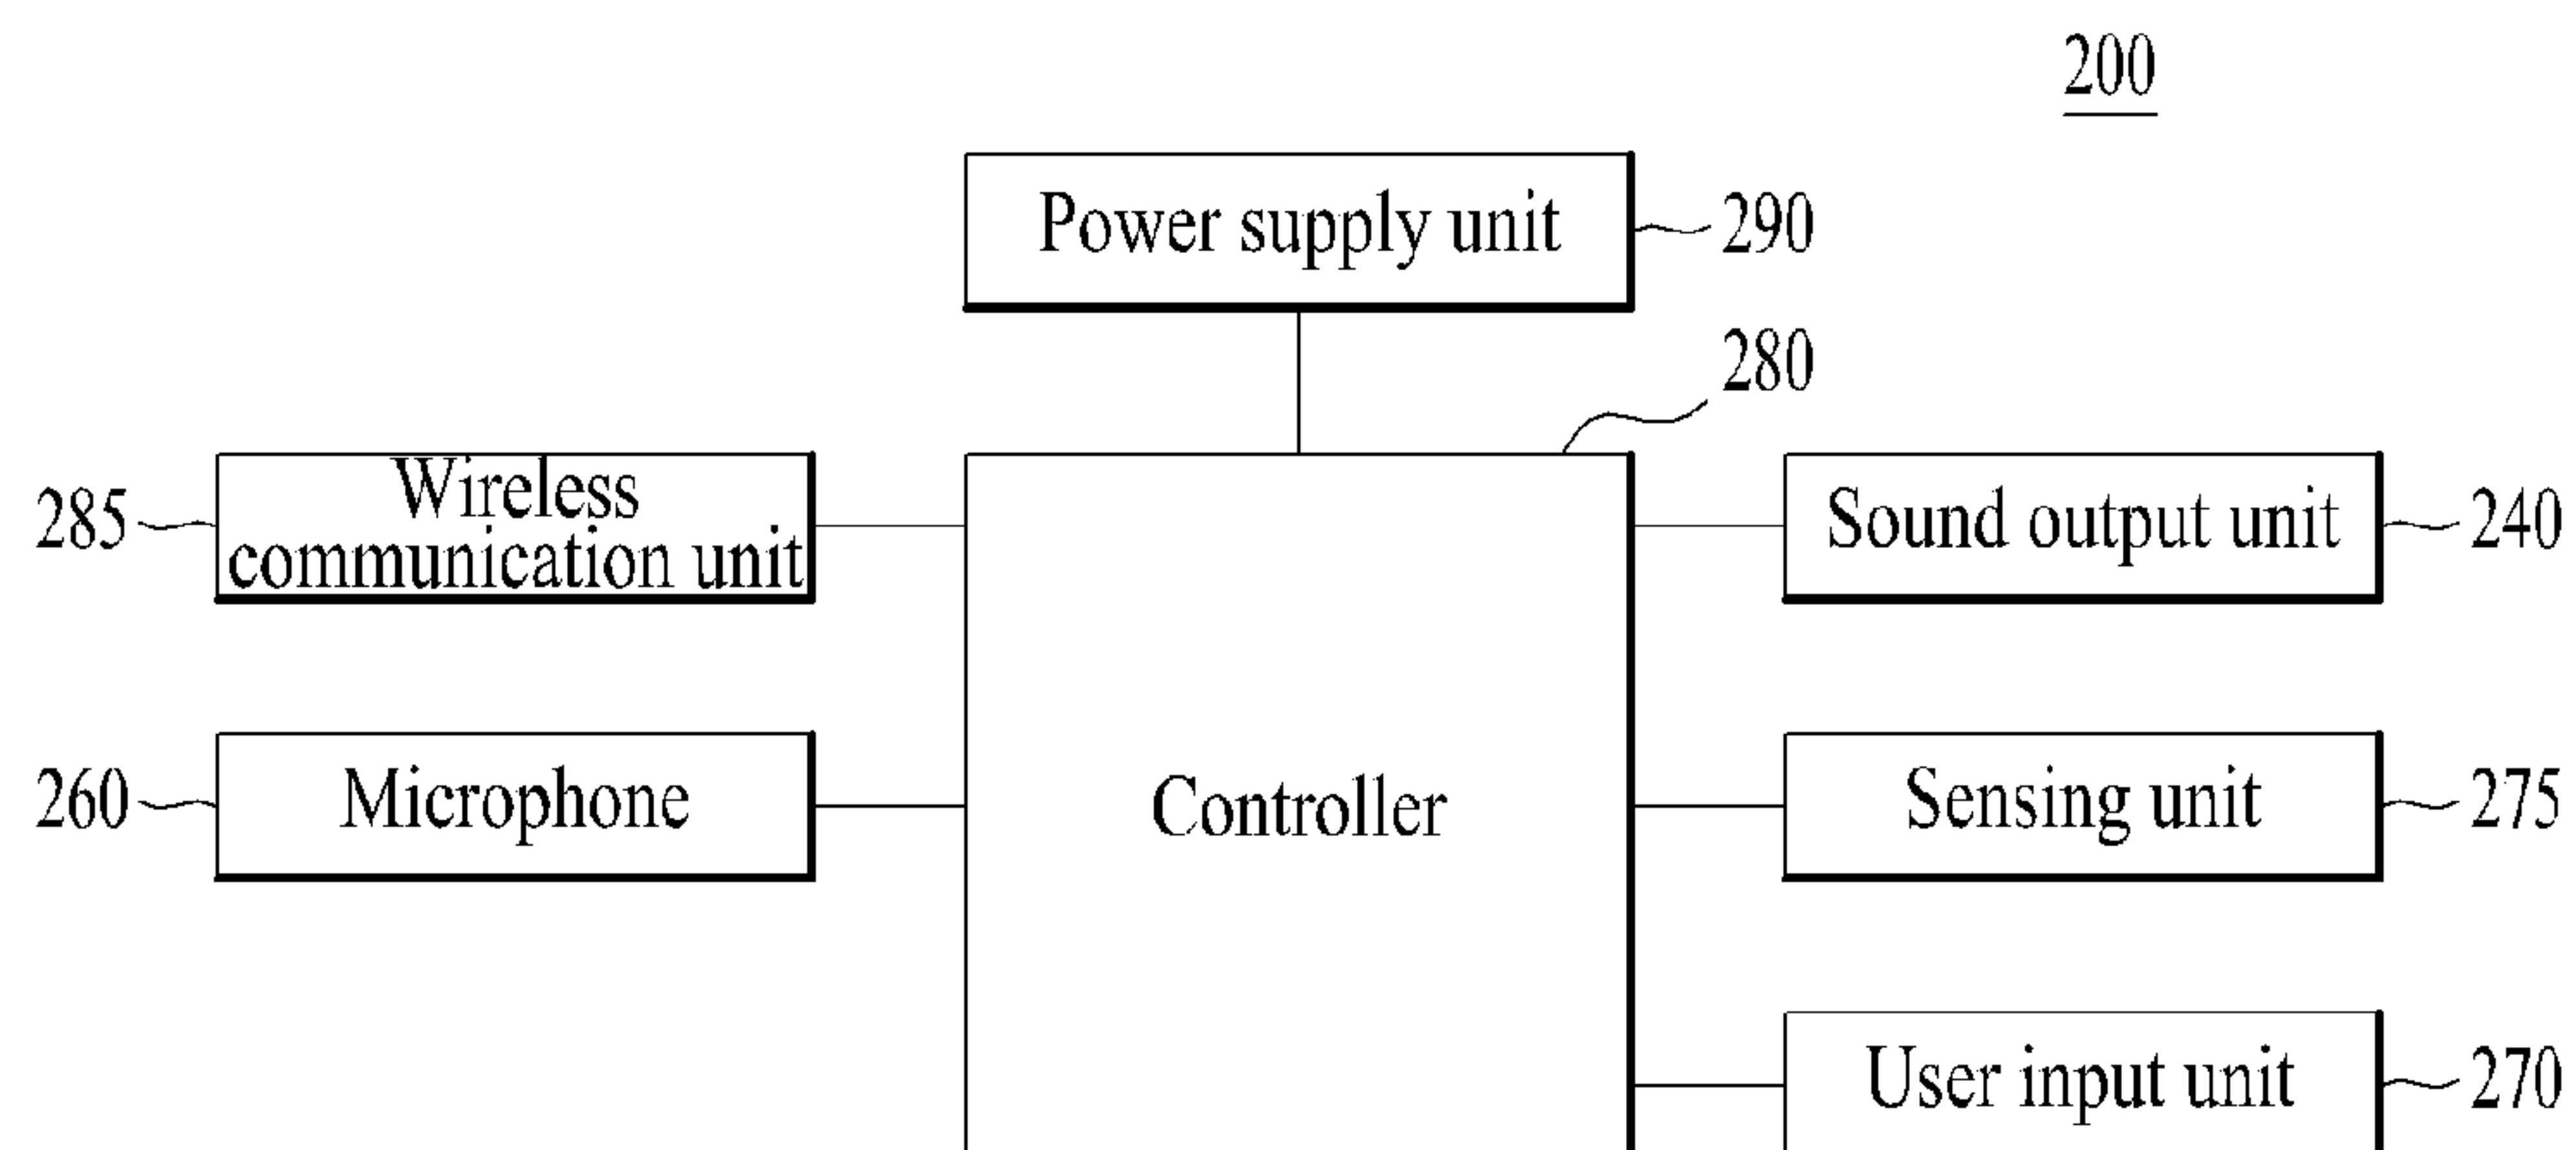 200
Power supply unit
290
280
285
Wireless
communication unit
Sound output unit
240
260
Microphone
Controller
Sensing unit
275
User input unit
270